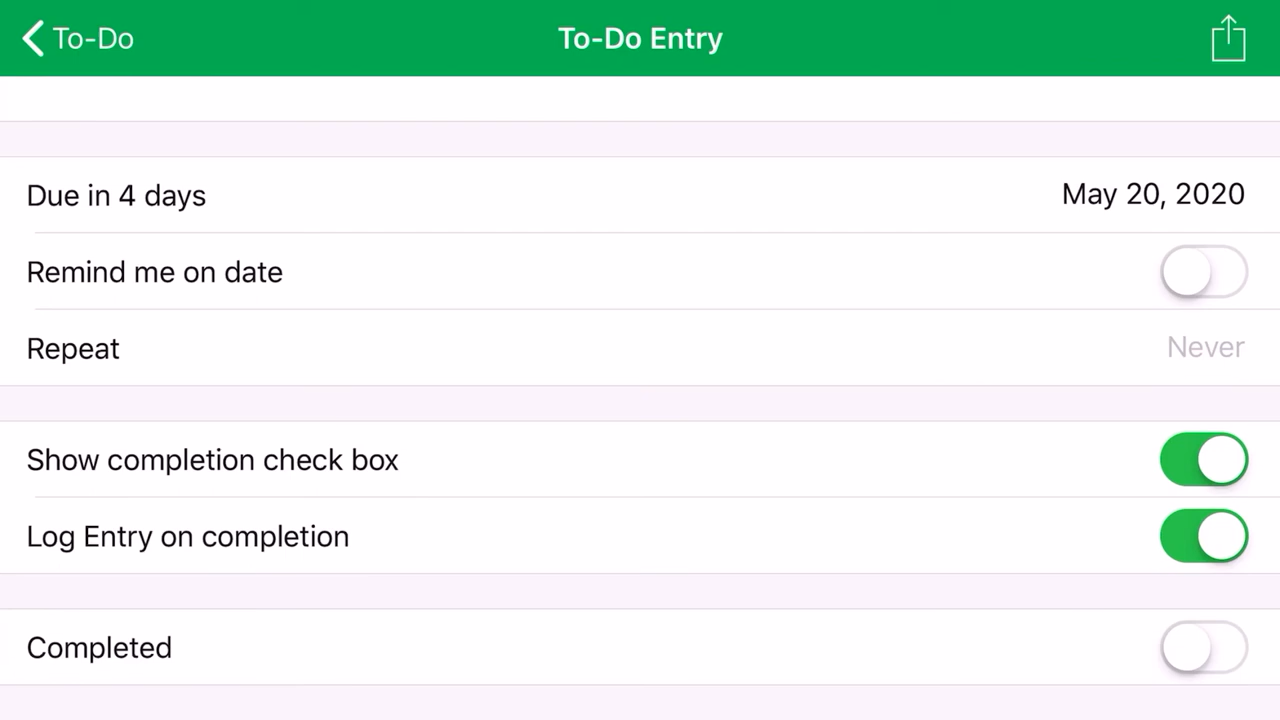 To-Do
To-Do Entry
Due in 4 days
May 20, 2020
Remind me on date
Repeat
Never
Show completion check box
Log Entry on completion
Completed